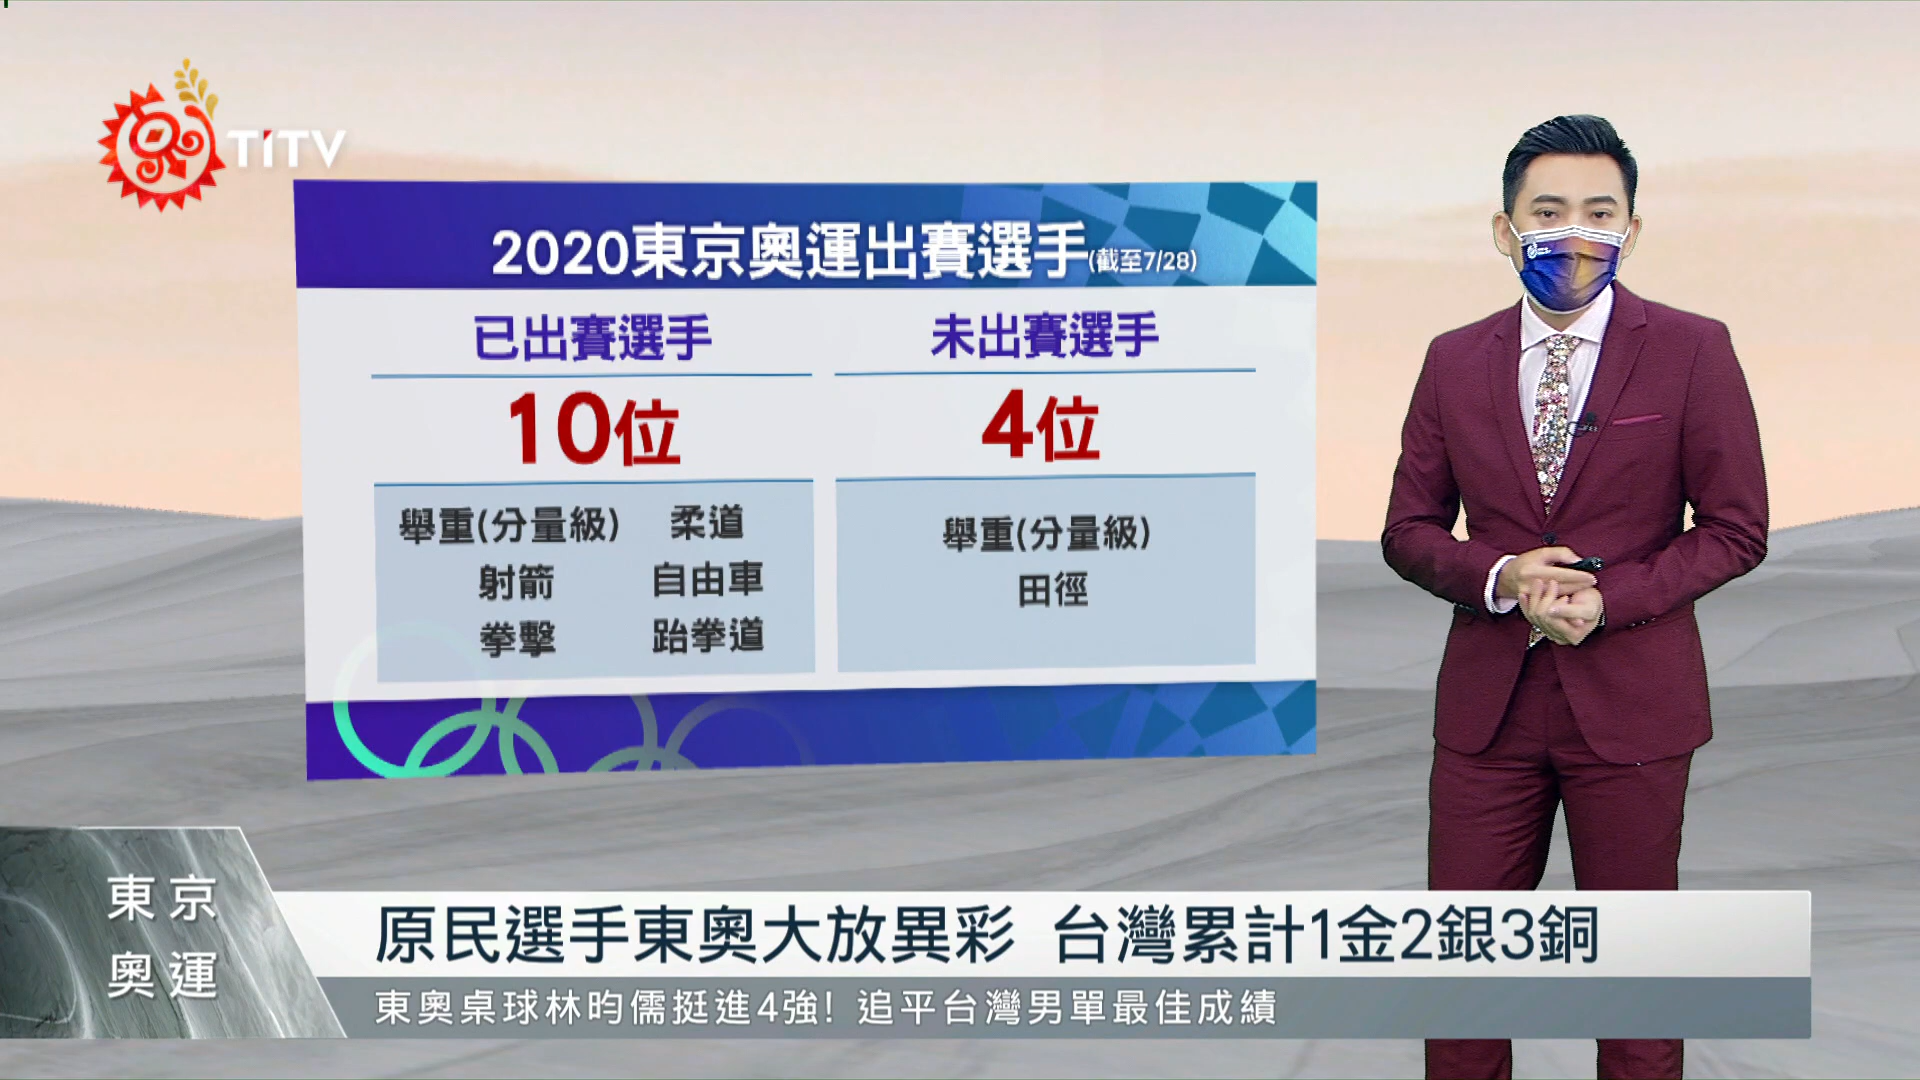 TiTV
2020東京奧運出賽選手(截至7/28)
已出賽選手
10位
舉重(分量級) 柔道
射箭 自由車
拳擊 跆拳道
未出賽選手
4位
舉重(分量級)
田徑
東京
奧運
原民選手東奧大放異彩 台灣累計1金2銀3銅
東奧桌球林昀儒挺進4強! 追平台灣男單最佳成績